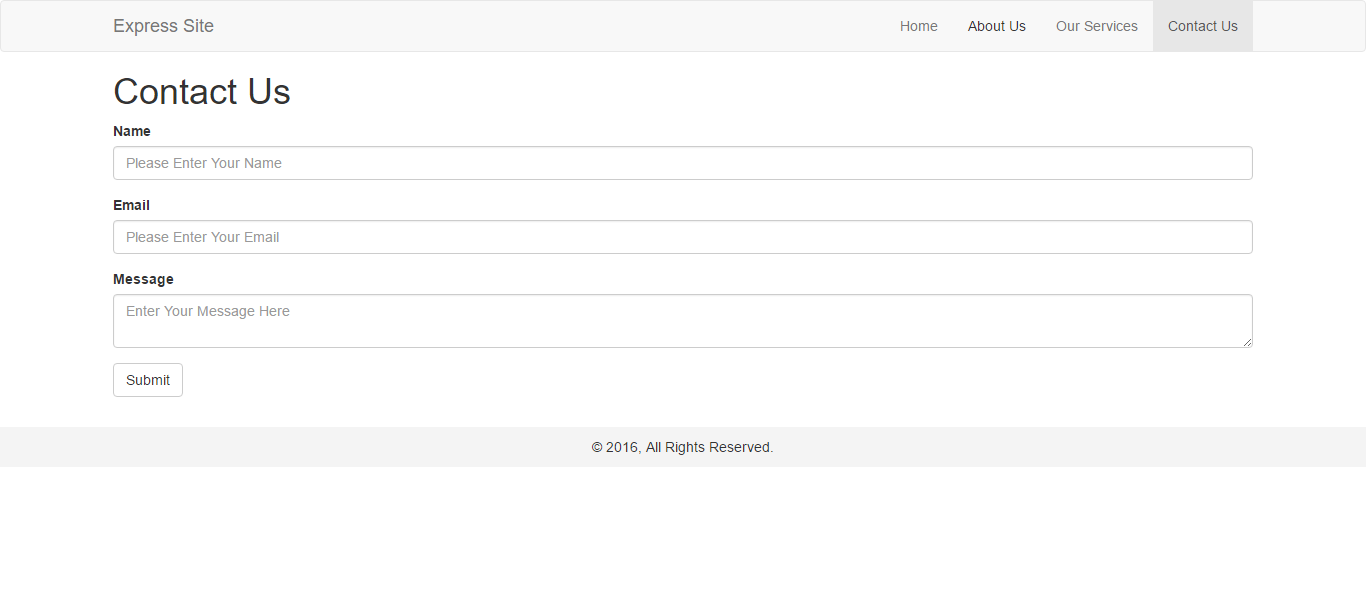 Express Site Home About Us Our Services Contact Us
Contact Us
Name
Please Enter Your Name
Email
Please Enter Your Email
Message
Enter Your Message Here
Submit
© 2016, All Rights Reserved.